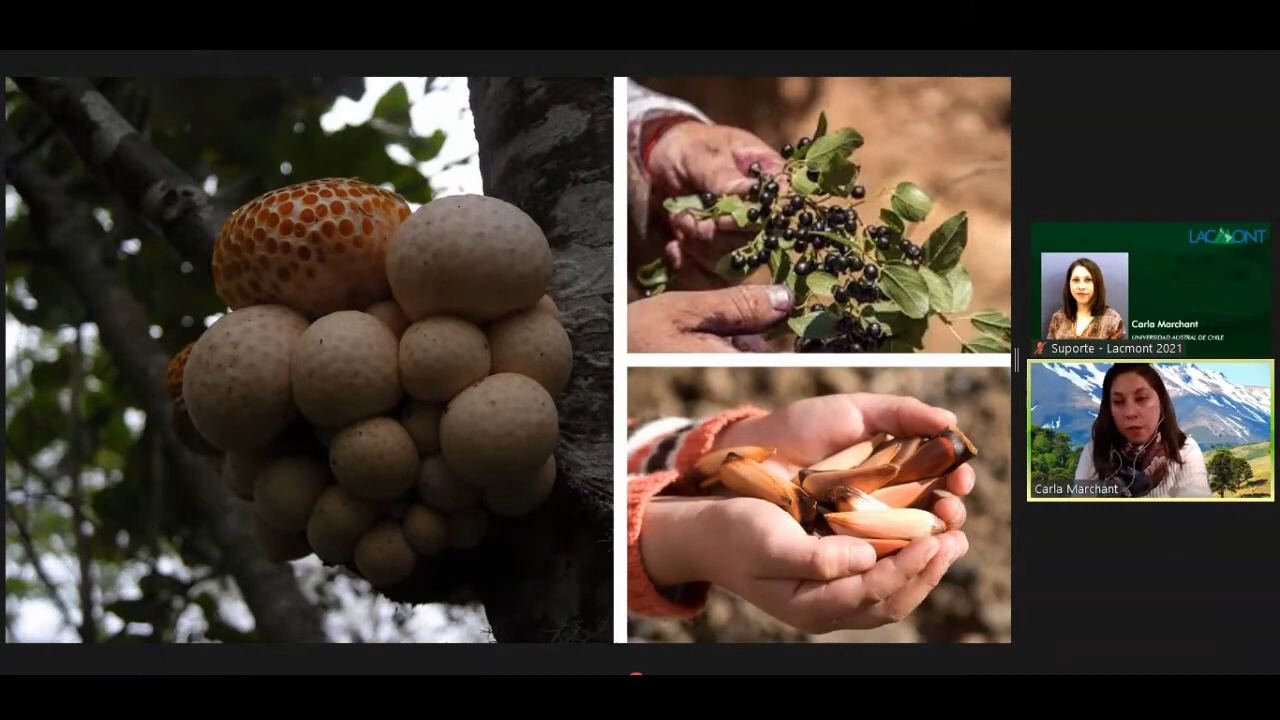 LACMONT
Carla Marchant
UNIVERSIDAD AUSTRAL DE CHILE
Suporte - Lacmont 2021
Carla Marchant